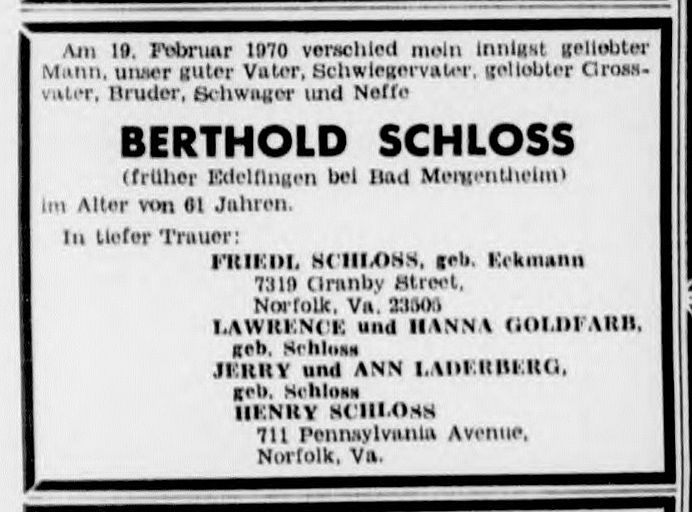 Am 19. Februar 1970 verschied mein innigst geliebter
Mann, unser guter Vater, Schwiegervater, geliebter Gross-
vater, Bruder, Schwager und Neffe
BERTHOLD SCHLOSS
(früher Edelfingen bei Bad Mergentheim)
im Alter von 61 Jahren.
In tiefer Trauer:
FRIEDL SCHLOSS, geb. Eckmann
7319 Granby Street,
Norfolk, Va. 23505
LAWRENCE und HANNA GOLDFARB,
geb. Schloss
JERRY und ANN LADERBERG,
geb. Schloss
HENRY SCHLOSS
711 Pennsylvania Avenue,
Norfolk, Va.